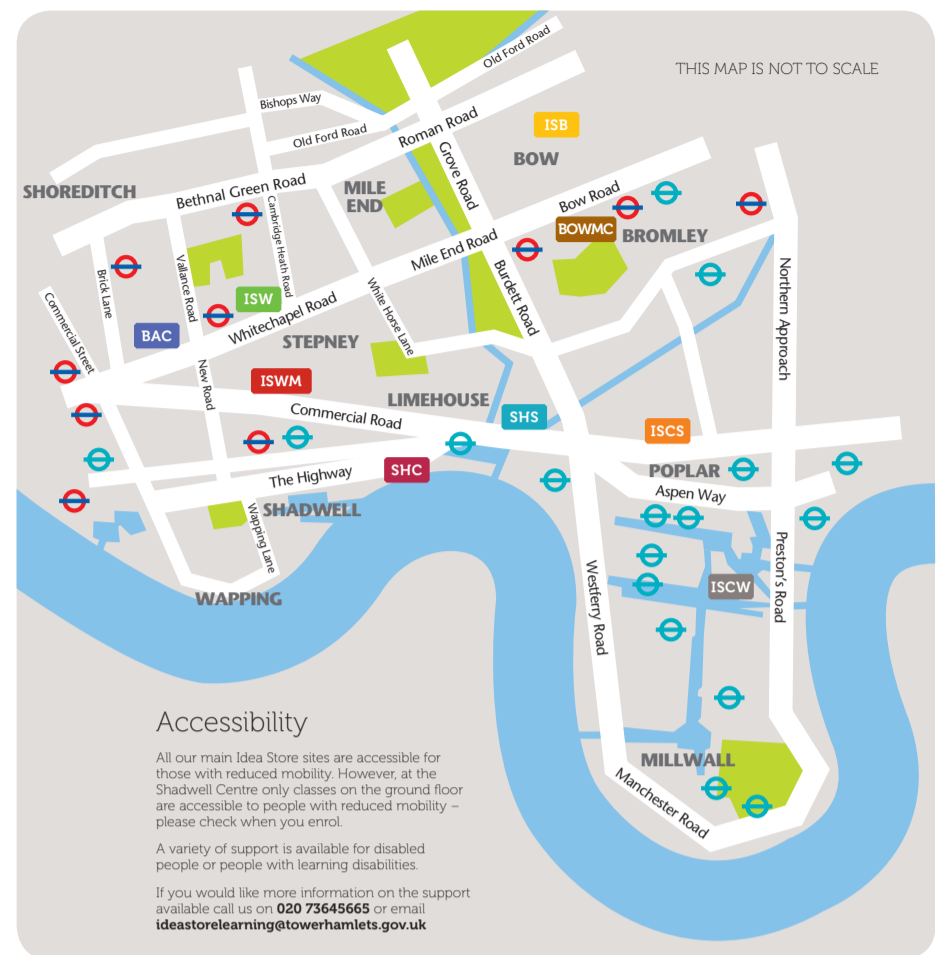 Old Ford Road
THIS MAP IS NOT TO SCALE
Bishops Way
Old Ford Road
Roman Road
ISB
BOW
Grove Road
SHOREDITCH
Bethnal Green Road
MILE
END
Bow Road
Cambridge Heath Road
BOWMC
BROMLEY
Mile End Road
Brick Lane
Vallance Road
ISW
Burdett Road
Northern Approach
Commercial Street
Whitechapel Road
White Horse Lane
BAC
STEPNEY
New Road
ISWM
LIMEHOUSE
Commercial Road
SHS
ISCS
The Highway
SHC
POPLAR
Aspen Way
SHADWELL
Wapping Lane
WAPPING
Westferry Road
ISCW
Preston's Road
MILLWALL
Manchester Road
Accessibility
All our main Idea Store sites are accessible for
those with reduced mobility. However, at the
Shadwell Centre only classes on the ground floor
are accessible to people with reduced mobility –
please check when you enrol.
A variety of support is available for disabled
people or people with learning disabilities.
If you would like more information on the support
available call us on 020 73645665 or email
ideastorelearning@towerhamlets.gov.uk